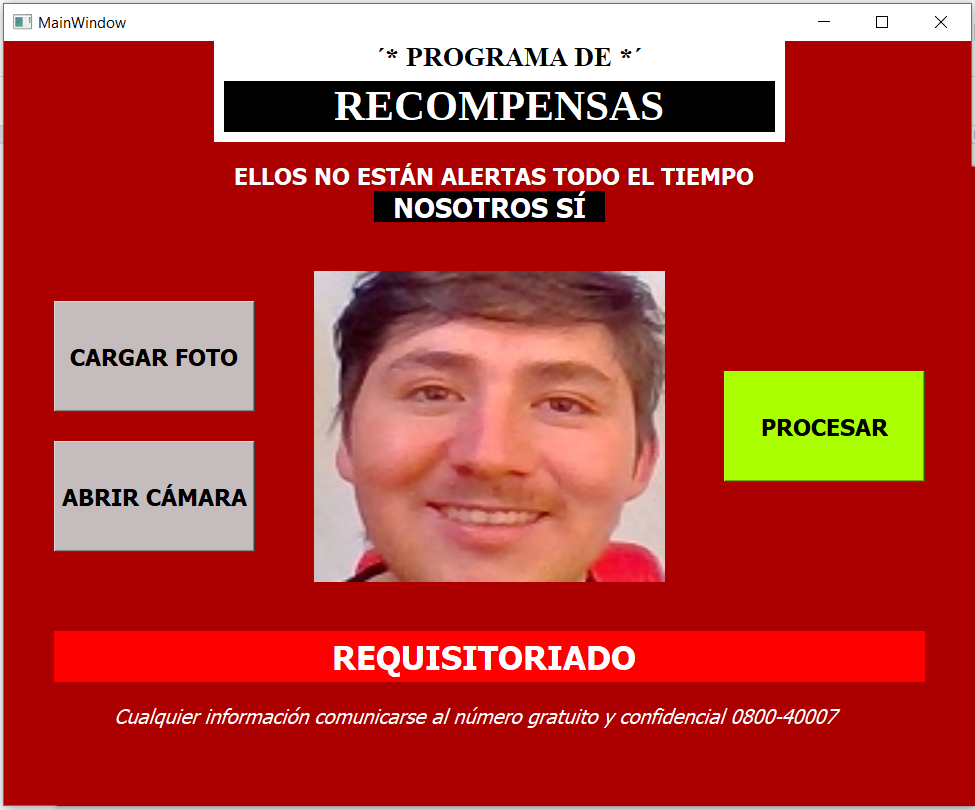 MainWindow
´* PROGRAMA DE *´
RECOMPENSAS
ELLOS NO ESTÁN ALERTAS TODO EL TIEMPO
NOSOTROS SÍ
CARGAR FOTO
PROCESAR
ABRIR CÁMARA
REQUISITORIADO
Cualquier información comunicarse al número gratuito y confidencial 0800-40007